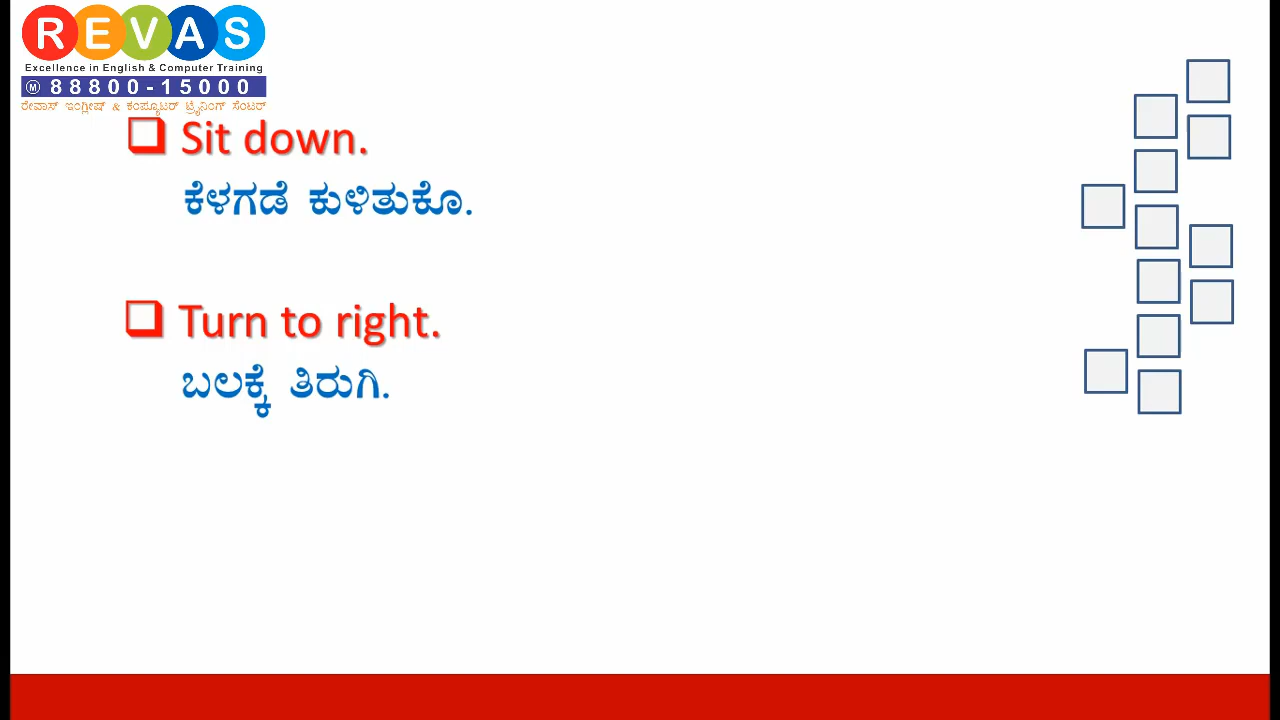 REVAS
Excellence in English & Computer Training
Ⓜ 88800-15000
ರೇವಾಸ್ ಇಂಗ್ಲೀಷ್ & ಕಂಪ್ಯೂಟರ್ ಟ್ರೈನಿಂಗ್ ಸೆಂಟರ್
Sit down.
ಕೆಳಗಡೆ ಕುಳಿತುಕೊ.
Turn to right.
ಬಲಕ್ಕೆ ತಿರುಗಿ.